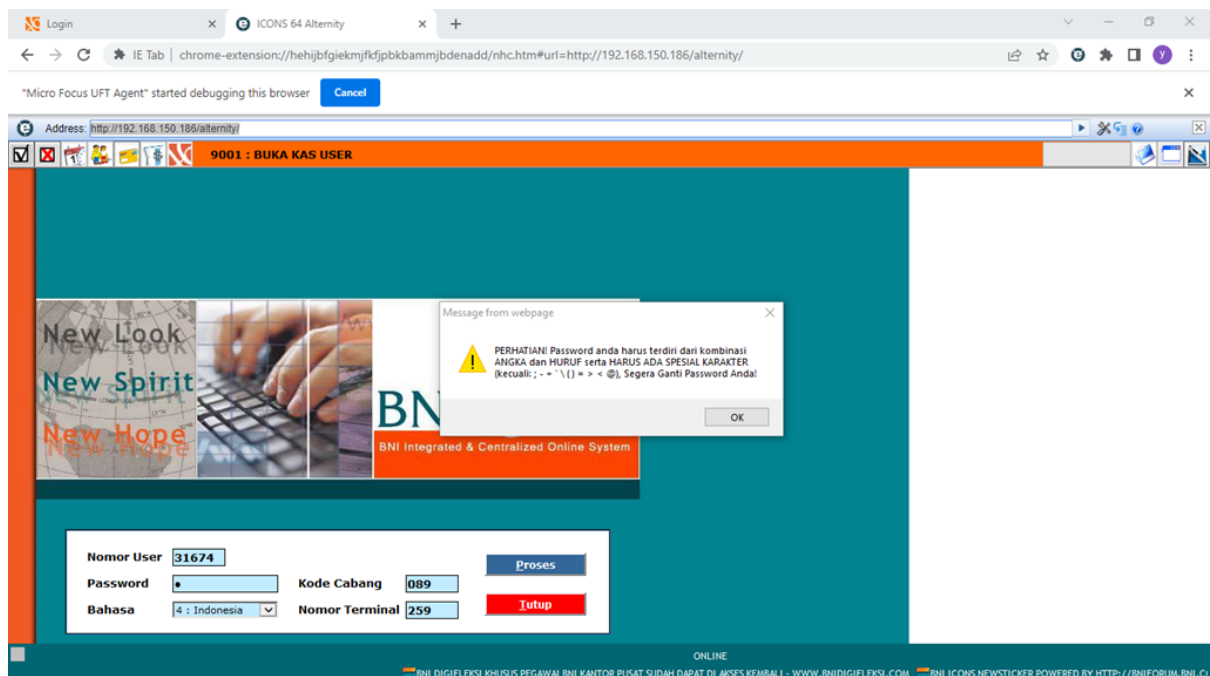 Login
ICONS 64 Alternity
IE Tab | chrome-extension://hehijbfgiekmjfkfjpbkbammjbdenadd/nhc.htm#url=http://192.168.150.186/alternity/
y
"Micro Focus UFT Agent" started debugging this browser
Cancel
Address: http://192.168.150.186/alternity/
9001 : BUKA KAS USER
Message from webpage
PERHATIAN! Password anda harus terdiri dari kombinasi
ANGKA dan HURUF serta HARUS ADA SPESIAL KARAKTER
(kecuali: ; - + ' \ ( ) = > < @), Segera Ganti Password Anda!
OK
New Look
New Spirit
New Hope
BN
BNI Integrated & Centralized Online System
Nomor User 31674
Proses
Password
Kode Cabang 089
Bahasa 4 : Indonesia
Nomor Terminal 259
Tutup
ONLINE
BNI DIGIELEKSI KHUSUS PEGAWAI BNI KANTOR PUSAT SUDAH DAPAT DI AKSES KEMBALI - WWW.BNIDIGIELEKSI.COM BNI ICONS NEWSTICKER POWERED BY HTTP://BNIFORUM.BNI.C